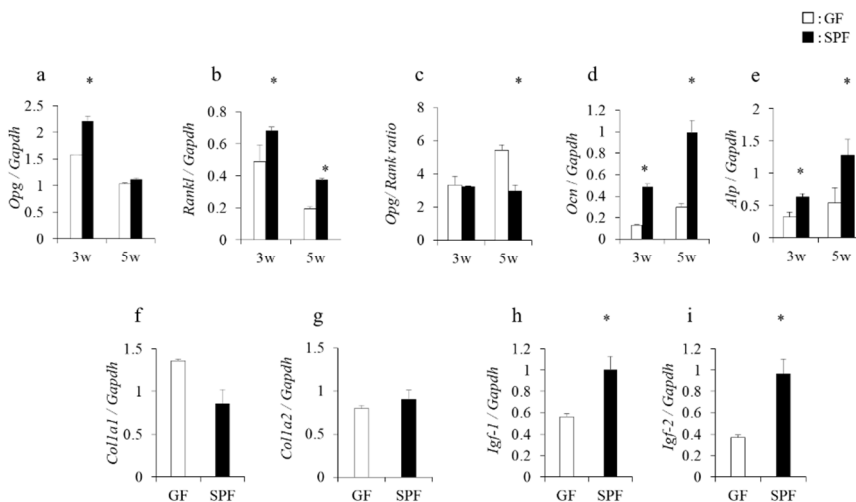 : GF
: SPF
a
*
Opg / Gapdh
2.5
2
1.5
1
0.5
0
3w 5w
b
*
*
Rankl / Gapdh
0.8
0.6
0.4
0.2
0
3w 5w
c
*
Opg/ Rank ratio
8
6
4
2
0
3w 5w
d
*
*
Ocn / Gapdh
1.2
1
0.8
0.6
0.4
0.2
0
3w 5w
e
*
*
Alp / Gapdh
2
1.5
1
0.5
0
3w 5w
f
Col1a1 / Gapdh
1.5
1
0.5
0
GF SPF
g
Col1a2 / Gapdh
1.5
1
0.5
0
GF SPF
h
*
Igf-1 / Gapdh
1.2
1
0.8
0.6
0.4
0.2
0
GF SPF
i
*
Igf-2 / Gapdh
1.2
1
0.8
0.6
0.4
0.2
0
GF SPF